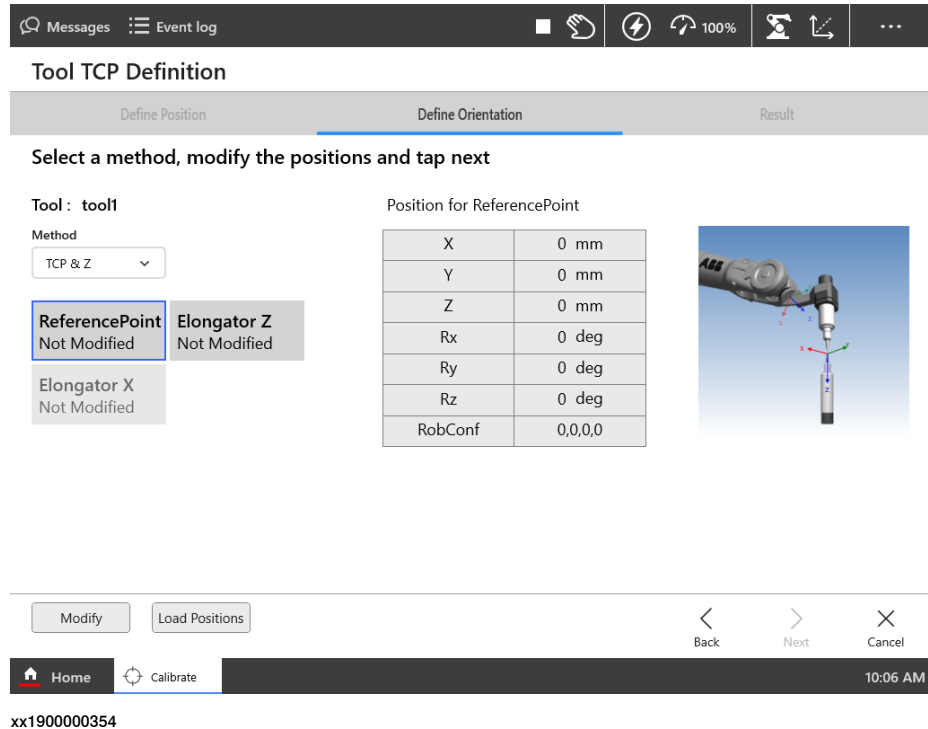 Messages Event log 100% ...
Tool TCP Definition
Define Position Define Orientation Result
Select a method, modify the positions and tap next
Tool : tool1 Position for ReferencePoint
Method
TCP & Z
X 0 mm
Y 0 mm
Z 0 mm
Rx 0 deg
Ry 0 deg
Rz 0 deg
RobConf 0,0,0,0
ReferencePoint Elongator Z
Not Modified Not Modified
Elongator X
Not Modified
ABB
x z
x y
z
Modify Load Positions Back Next Cancel
Home Calibrate 10:06 AM
xx1900000354